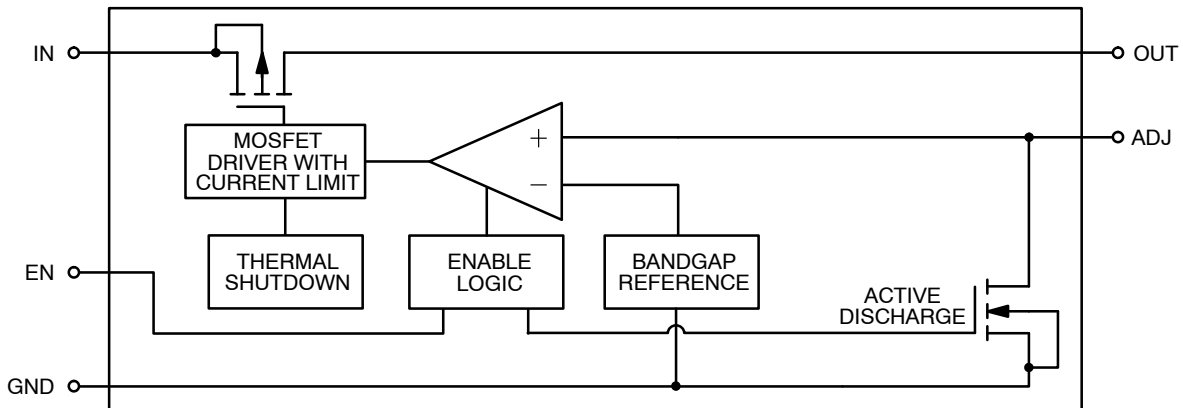 IN
OUT
MOSFET
DRIVER WITH
CURRENT LIMIT
+
−
ADJ
THERMAL
SHUTDOWN
ENABLE
LOGIC
BANDGAP
REFERENCE
EN
ACTIVE
DISCHARGE
GND